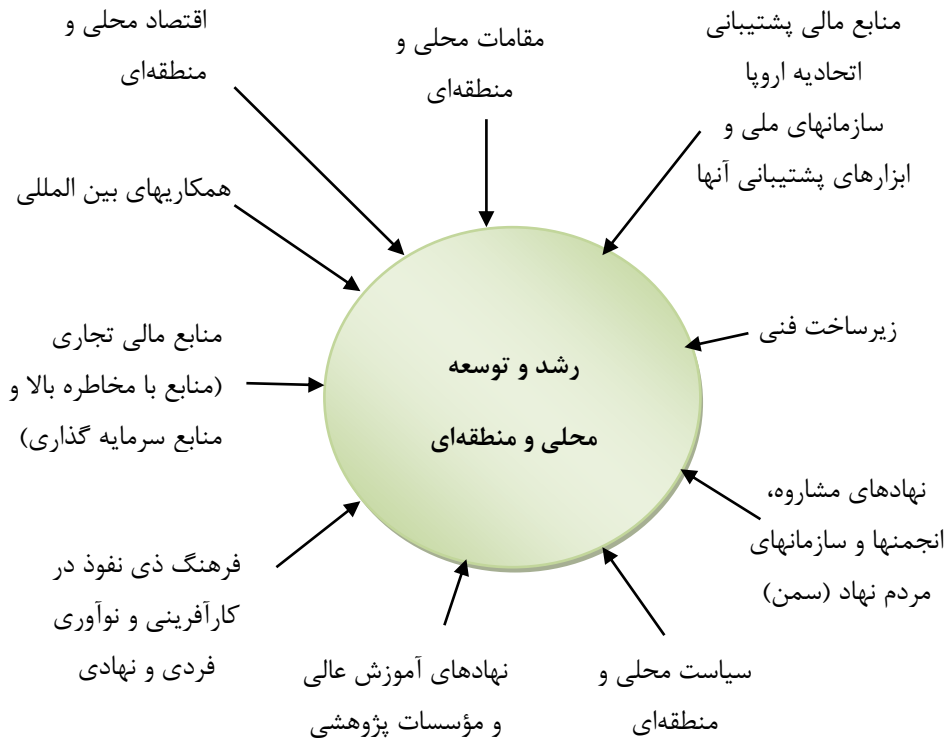 منابع مالی پشتیبانی
اتحادیه اروپا
سازمانهای ملی و
ابزارهای پشتیبانی آنها
مقامات محلی و
منطقه‌ای
اقتصاد محلی و
منطقه‌ای
همکاریهای بین المللی
زیرساخت فنی
منابع مالی تجاری
(منابع با مخاطره بالا و
منابع سرمایه گذاری)
رشد و توسعه
محلی و منطقه‌ای
نهادهای مشاروه،
انجمنها و سازمانهای
مردم نهاد (سمن)
فرهنگ ذی نفوذ در
کارآفرینی و نوآوری
فردی و نهادی
سیاست محلی و
منطقه‌ای
نهادهای آموزش عالی
و مؤسسات پژوهشی